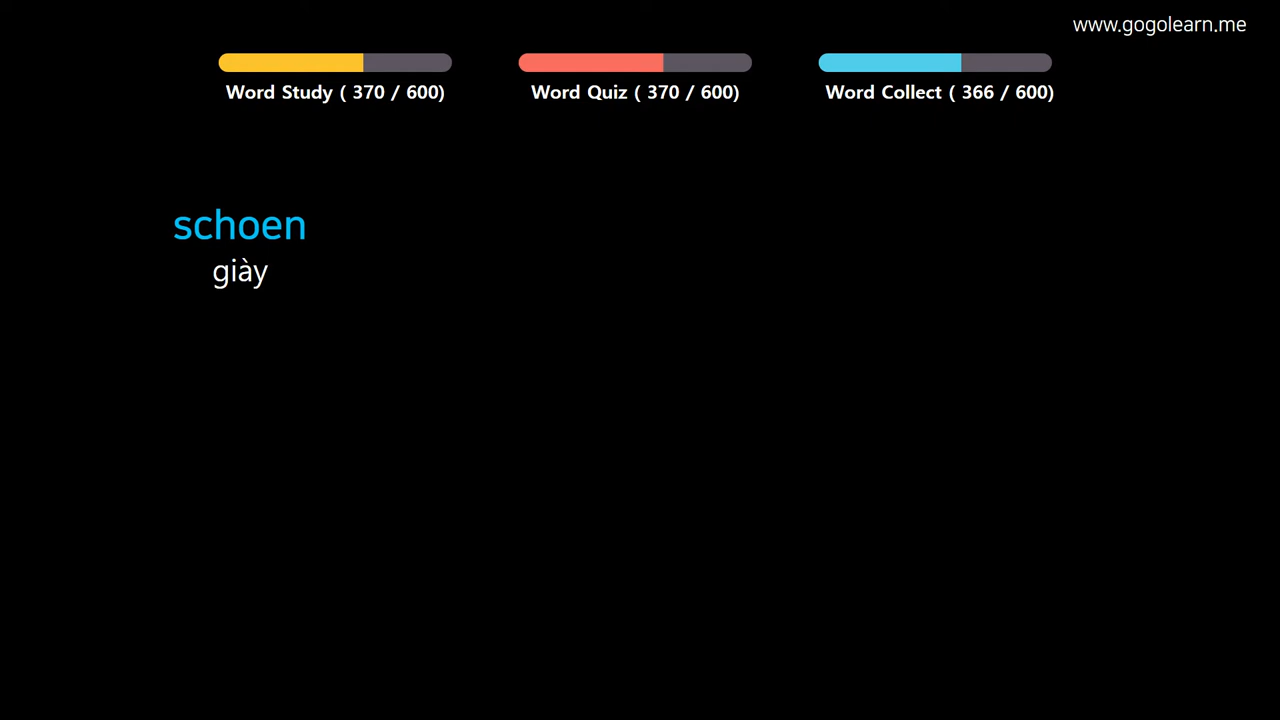 www.gogolearn.me
Word Study ( 370 / 600)
Word Quiz ( 370 / 600)
Word Collect ( 366 / 600)
schoen
giày